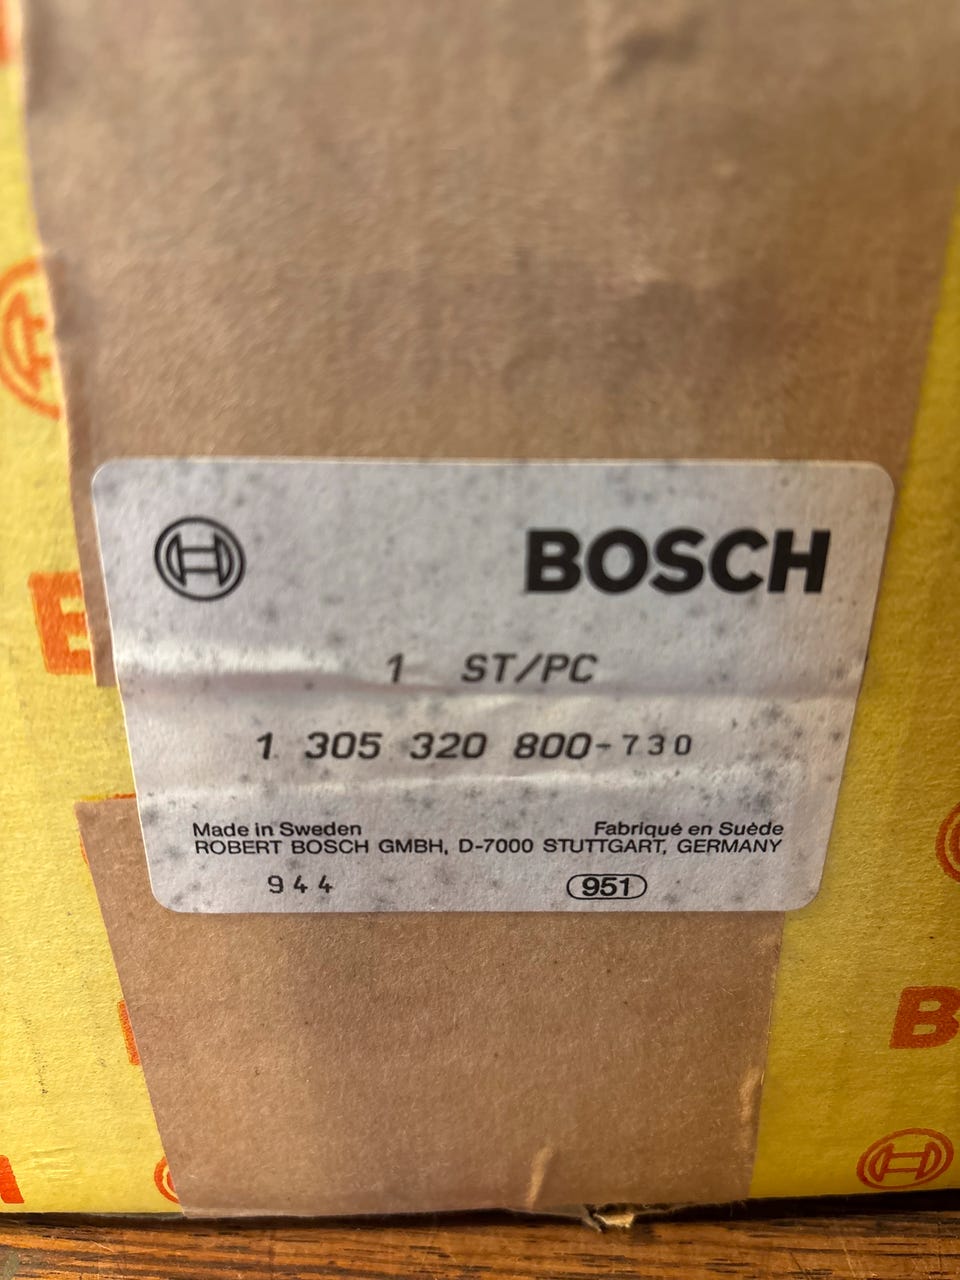 BOSCH
1 ST/PC
1 305 320 800-730
Made in Sweden Fabriqué en Suède
ROBERT BOSCH GMBH, D-7000 STUTTGART, GERMANY
944 951
B